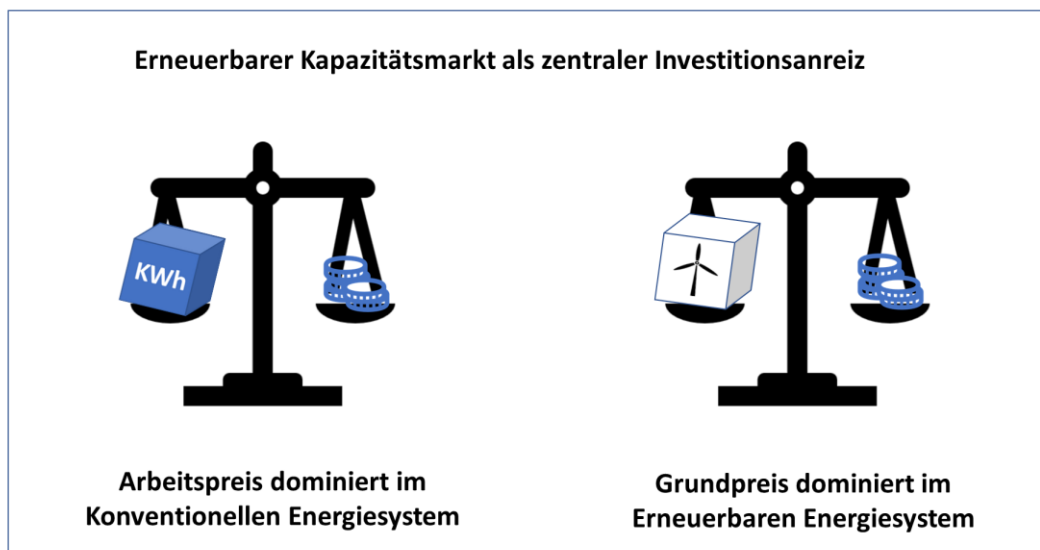 Erneuerbarer Kapazitätsmarkt als zentraler Investitionsanreiz
KWh
Arbeitspreis dominiert im
Konventionellen Energiesystem
Grundpreis dominiert im
Erneuerbaren Energiesystem